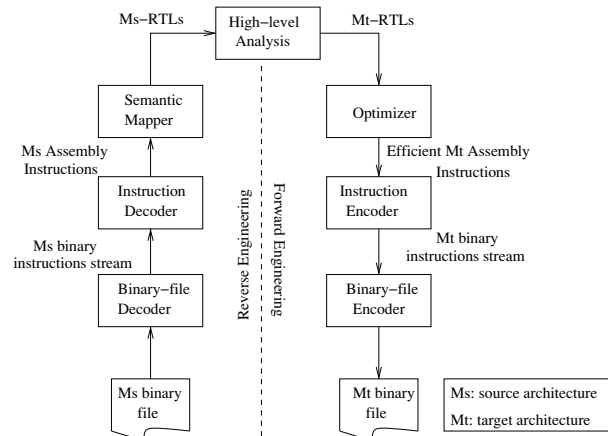 Ms−RTLs
High−level
Analysis
Mt−RTLs
Semantic
Mapper
Optimizer
Ms Assembly
Instructions
Efficient Mt Assembly
Instructions
Instruction
Decoder
Instruction
Encoder
Reverse Engineering
Forward Engineering
Ms binary
instructions stream
Mt binary
instructions stream
Binary−file
Decoder
Binary−file
Encoder
Ms binary
file
Mt binary
file
Ms: source architecture
Mt: target architecture